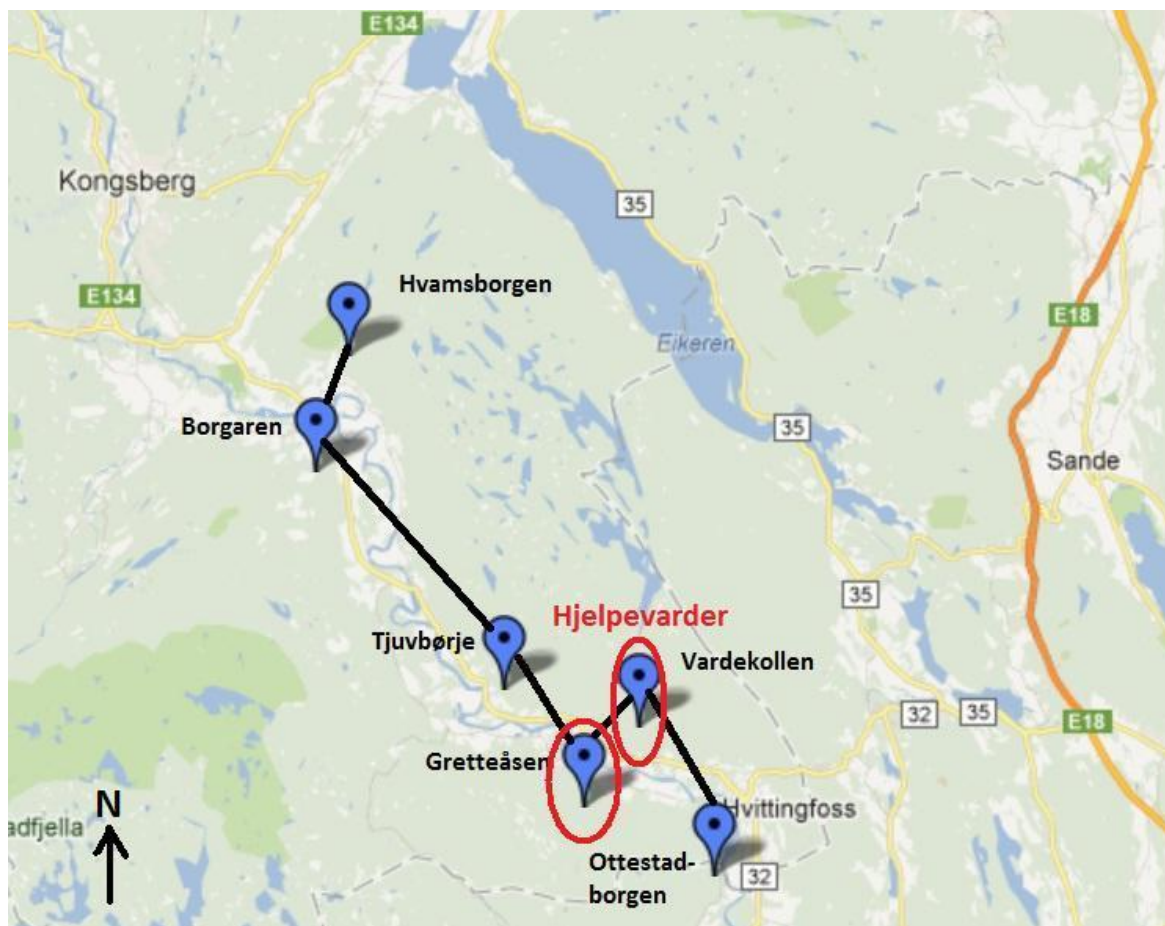 E134
Kongsberg
35
Hvamsborgen
E134
E18
Eikeren
Borgaren
35
Sande
35
Hjelpevarder
Tjuvbørje
Vardekollen
32
35
E18
Gretteåsen
N
Hvittingfoss
adfjella
Ottestad-
borgen
32